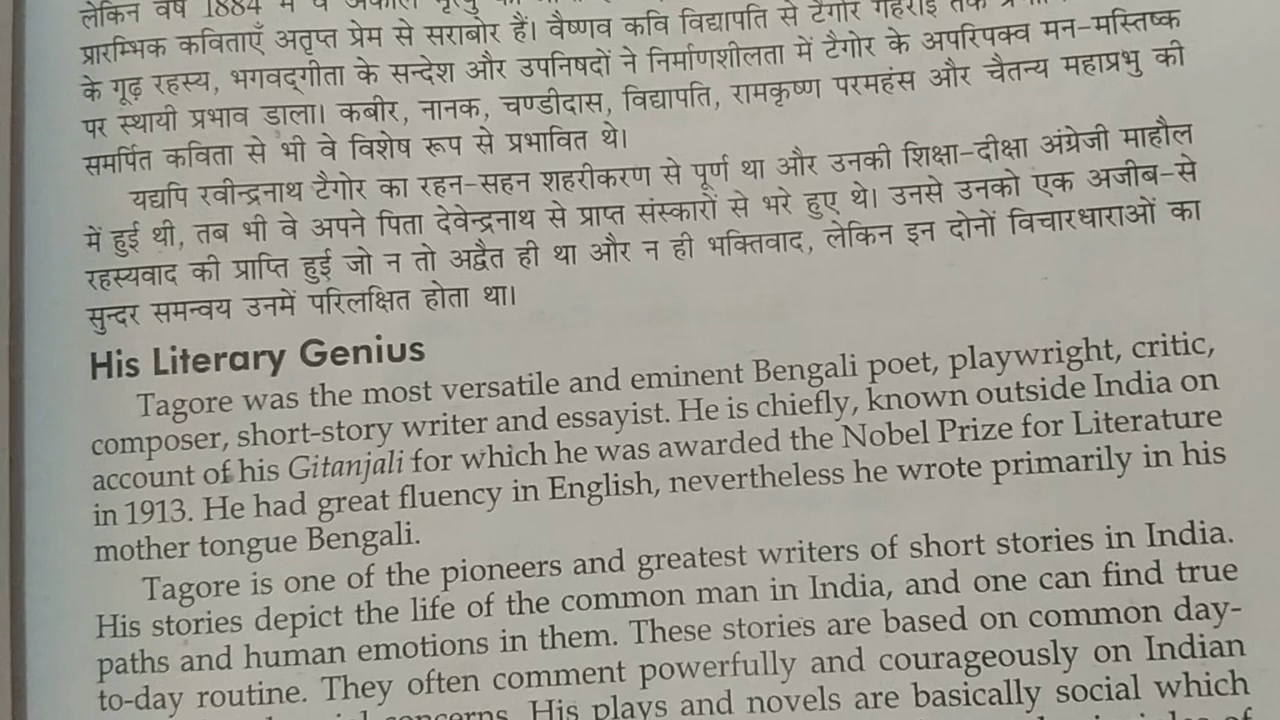 लेकिन वर्ष 1884 में वे अकाल मृत्यु
प्रारम्भिक कविताएँ अतृप्त प्रेम से सराबोर हैं। वैष्णव कवि विद्यापति से टैगोर गहराई तक
के गूढ़ रहस्य, भगवद्‌गीता के सन्देश और उपनिषदों ने निर्माणशीलता में टैगोर के अपरिपक्व मन-मस्तिष्क
पर स्थायी प्रभाव डाला। कबीर, नानक, चण्डीदास, विद्यापति, रामकृष्ण परमहंस और चैतन्य महाप्रभु की
समर्पित कविता से भी वे विशेष रूप से प्रभावित थे।
यद्यपि रवीन्द्रनाथ टैगोर का रहन-सहन शहरीकरण से पूर्ण था और उनकी शिक्षा-दीक्षा अंग्रेजी माहौल
में हुई थी, तब भी वे अपने पिता देवेन्द्रनाथ से प्राप्त संस्कारों से भरे हुए थे। उनसे उनको एक अजीब-से
रहस्यवाद की प्राप्ति हुई जो न तो अद्वैत ही था और न ही भक्तिवाद, लेकिन इन दोनों विचारधाराओं का
सुन्दर समन्वय उनमें परिलक्षित होता था।
His Literary Genius
Tagore was the most versatile and eminent Bengali poet, playwright, critic,
composer, short-story writer and essayist. He is chiefly, known outside India on
account of his Gitanjali for which he was awarded the Nobel Prize for Literature
in 1913. He had great fluency in English, nevertheless he wrote primarily in his
mother tongue Bengali.
Tagore is one of the pioneers and greatest writers of short stories in India.
His stories depict the life of the common man in India, and one can find true
paths and human emotions in them. These stories are based on common day-
to-day routine. They often comment powerfully and courageously on Indian
concerns. His plays and novels are basically social which